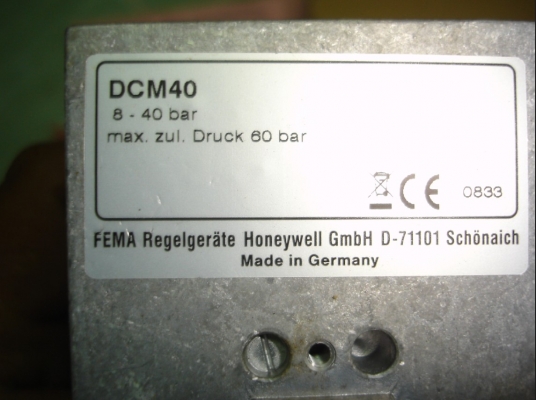 DCM40
8 - 40 bar
max. zul. Druck 60 bar
CE 0833
FEMA Regelgeräte Honeywell GmbH D-71101 Schönaich
Made in Germany